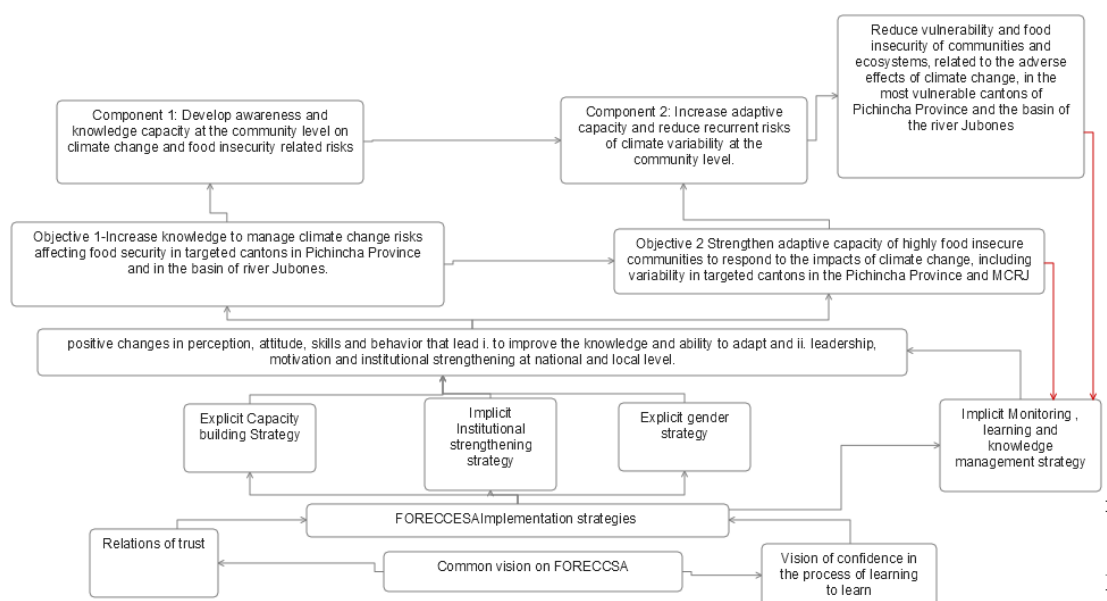 Reduce vulnerability and food
insecurity of communities and
ecosystems, related to the adverse
effects of climate change, in the
most vulnerable cantons of
Pichincha Province and the basin of
the river Jubones
Component 1: Develop awareness
and knowledge capacity at the
community level on
climate change and food insecurity
related risks
Component 2: Increase adaptive
capacity and reduce recurrent risks
of climate variability at the
community level.
Objective 1-Increase knowledge to manage climate change risks
affecting food security in targeted cantons in Pichincha Province
and in the basin of river Jubones.
Objective 2 Strengthen adaptive capacity of highly food insecure
communities to respond to the impacts of climate change, including
variability in targeted cantons in the Pichincha Province and MCRJ
positive changes in perception, attitude, skills and behavior that lead i. to improve the knowledge and ability to adapt and ii. leadership,
motivation and institutional strengthening at national and local level.
Explicit Capacity
building Strategy
Implicit
Institutional
strengthening
strategy
Explicit gender
strategy
Implicit Monitoring ,
learning and
knowledge
management strategy
FORECCESAImplementation strategies
Relations of trust
Common vision on FORECCSA
Vision of confidence in
the process of learning
to learn